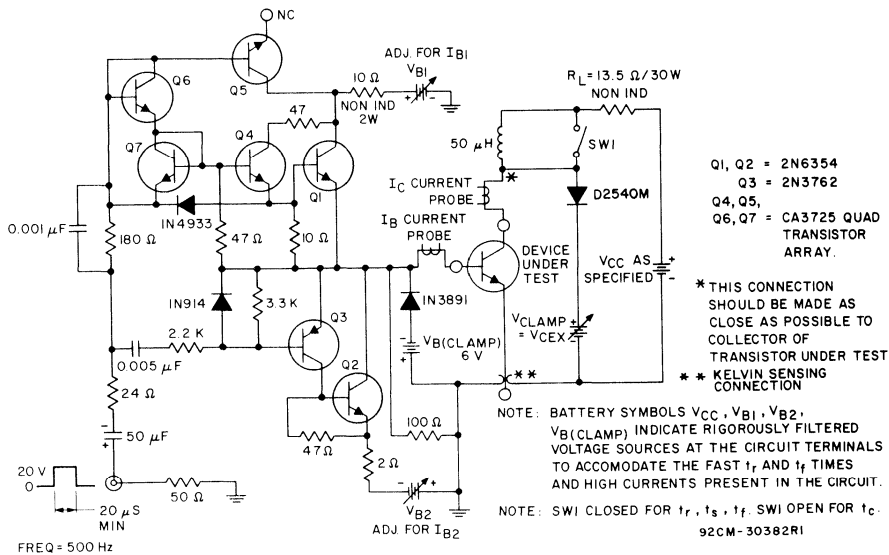 NC
Q6
Q5
ADJ. FOR IB1
VB1
+ -
10 Ω
NON IND
2W
RL = 13.5 Ω/30W
NON IND
47
Q7
Q4
Q1
50 μH
SW1
*
IC CURRENT
PROBE
D2540M
Q1, Q2 = 2N6354
Q3 = 2N3762
Q4, Q5,
Q6, Q7 = CA3725 QUAD
TRANSISTOR
ARRAY.
0.001 μF
180 Ω
1N4933
47 Ω
10 Ω
IB CURRENT
PROBE
DEVICE
UNDER
TEST
VCC AS
SPECIFIED
+
-
1N914
3.3 K
Q3
1N3891
VCLAMP +
= VCEX -
* THIS CONNECTION
SHOULD BE MADE AS
CLOSE AS POSSIBLE TO
COLLECTOR OF
TRANSISTOR UNDER TEST
2.2 K
0.005 μF
- VB(CLAMP)
+ 6 V
Q2
* *
* * KELVIN SENSING
CONNECTION
24 Ω
-
50 μF
+
47 Ω
100 Ω
2 Ω
- +
VB2
ADJ. FOR IB2
NOTE: BATTERY SYMBOLS VCC, VB1, VB2,
VB(CLAMP) INDICATE RIGOROUSLY FILTERED
VOLTAGE SOURCES AT THE CIRCUIT TERMINALS
TO ACCOMODATE THE FAST tr AND tf TIMES
AND HIGH CURRENTS PRESENT IN THE CIRCUIT.
20 V
0
20 μS
MIN
50 Ω
FREQ = 500 Hz
NOTE: SW1 CLOSED FOR tr, ts, tf. SW1 OPEN FOR tc.
92CM-30382R1